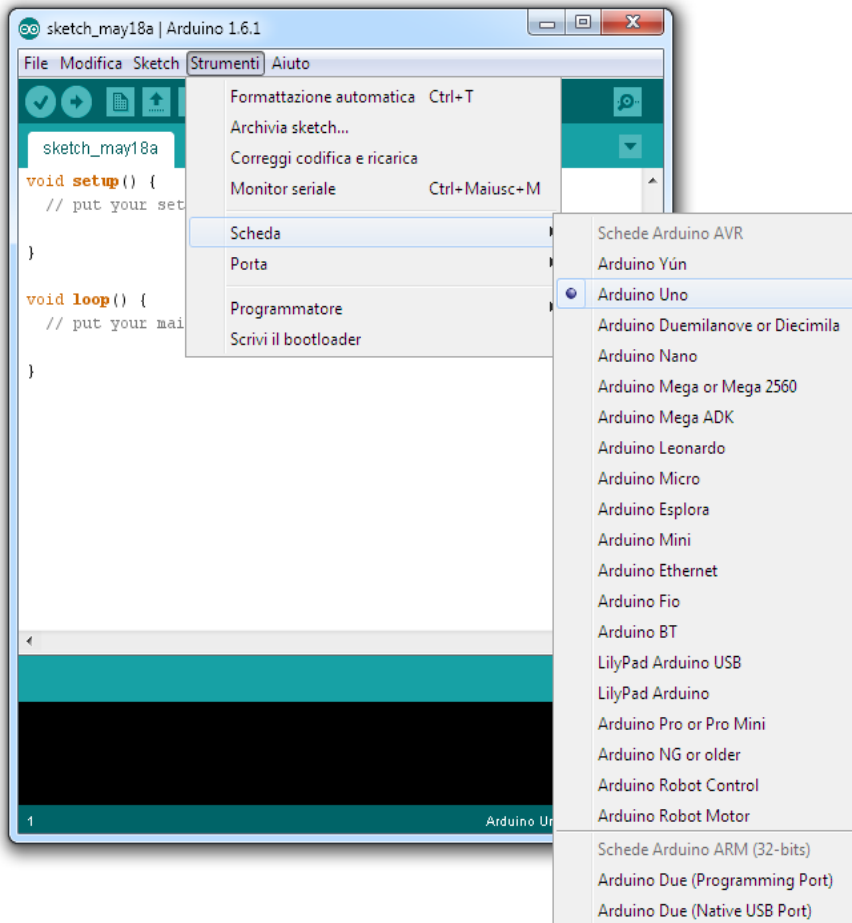 sketch_may18a | Arduino 1.6.1
File Modifica Sketch Strumenti Aiuto
Formattazione automatica Ctrl+T
Archivia sketch...
Correggi codifica e ricarica
Monitor seriale Ctrl+Maiusc+M
Scheda
Porta
Programmatore
Scrivi il bootloader
sketch_may18a
void setup() {
// put your set
}
void loop() {
// put your mai
}
Schede Arduino AVR
Arduino Yún
Arduino Uno
Arduino Duemilanove or Diecimila
Arduino Nano
Arduino Mega or Mega 2560
Arduino Mega ADK
Arduino Leonardo
Arduino Micro
Arduino Esplora
Arduino Mini
Arduino Ethernet
Arduino Fio
Arduino BT
LilyPad Arduino USB
LilyPad Arduino
Arduino Pro or Pro Mini
Arduino NG or older
Arduino Robot Control
Arduino Robot Motor
Schede Arduino ARM (32-bits)
Arduino Due (Programming Port)
Arduino Due (Native USB Port)
1 Arduino Un